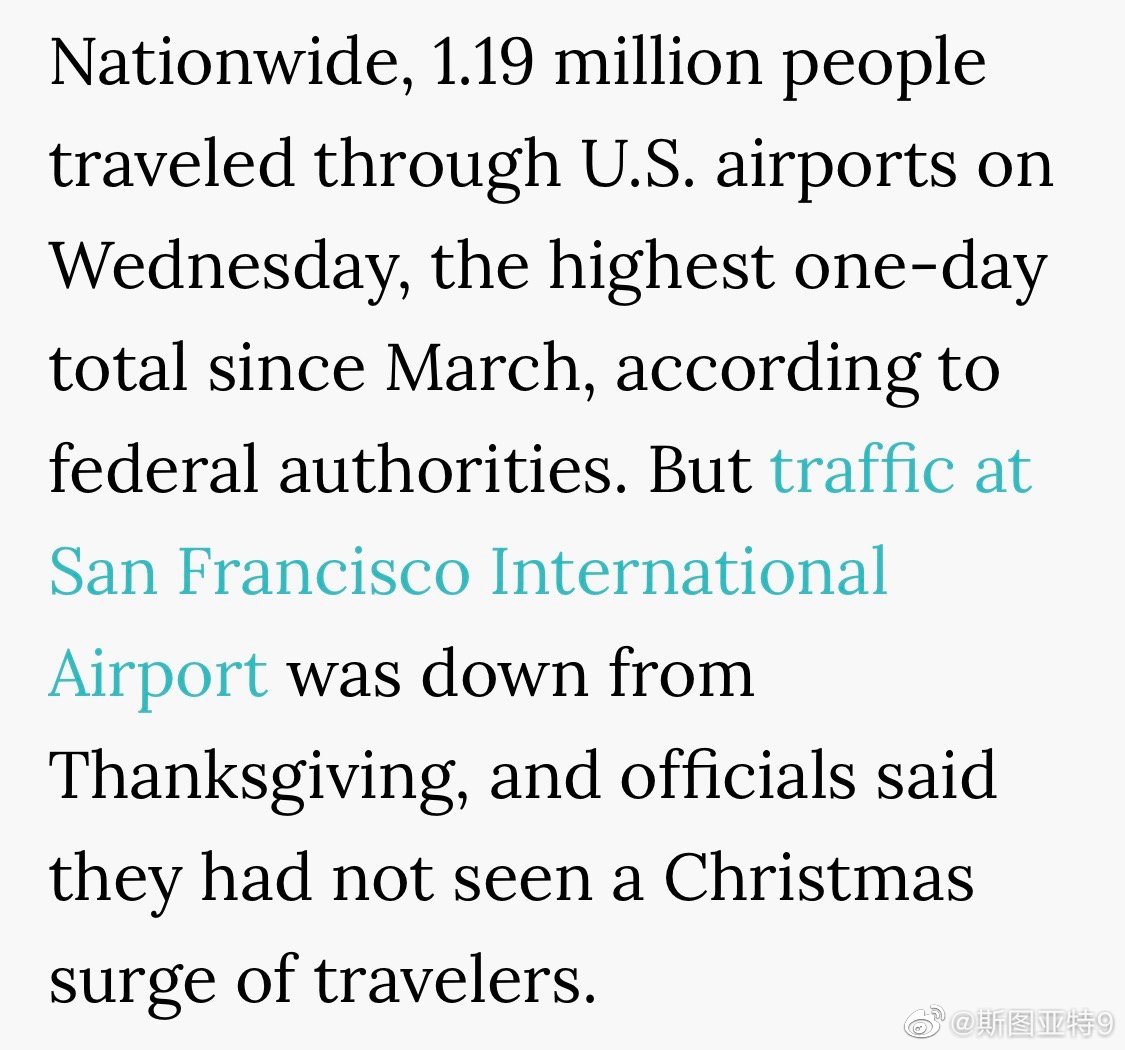 Nationwide, 1.19 million people
traveled through U.S. airports on
Wednesday, the highest one-day
total since March, according to
federal authorities. But traffic at
San Francisco International
Airport was down from
Thanksgiving, and officials said
they had not seen a Christmas
surge of travelers.
@斯图亚特9